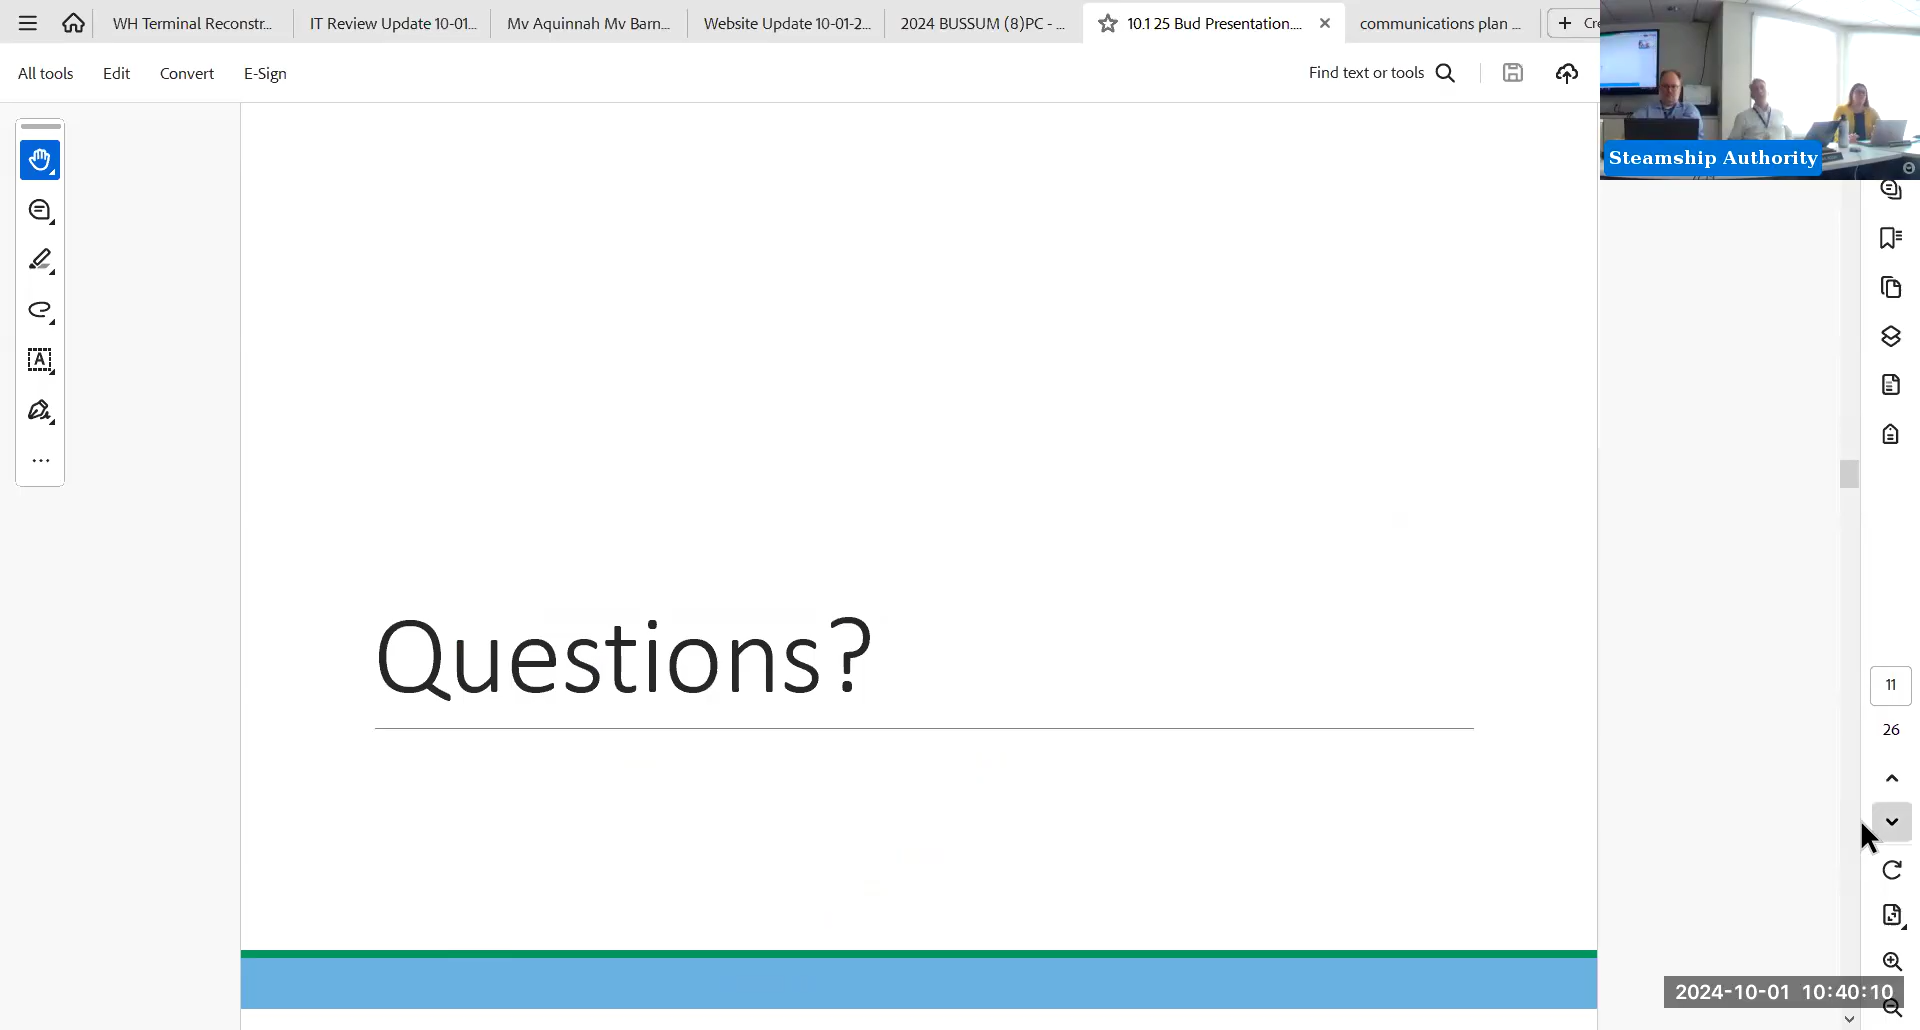 WH Terminal Reconstr...
IT Review Update 10-01...
Mv Aquinnah Mv Barn...
Website Update 10-01-2...
2024 BUSSUM (8)PC - ...
10.1 25 Bud Presentation....
communications plan ...
All tools
Edit
Convert
E-Sign
Find text or tools
Steamship Authority
Questions?
11
26
2024-10-01 10:40:10